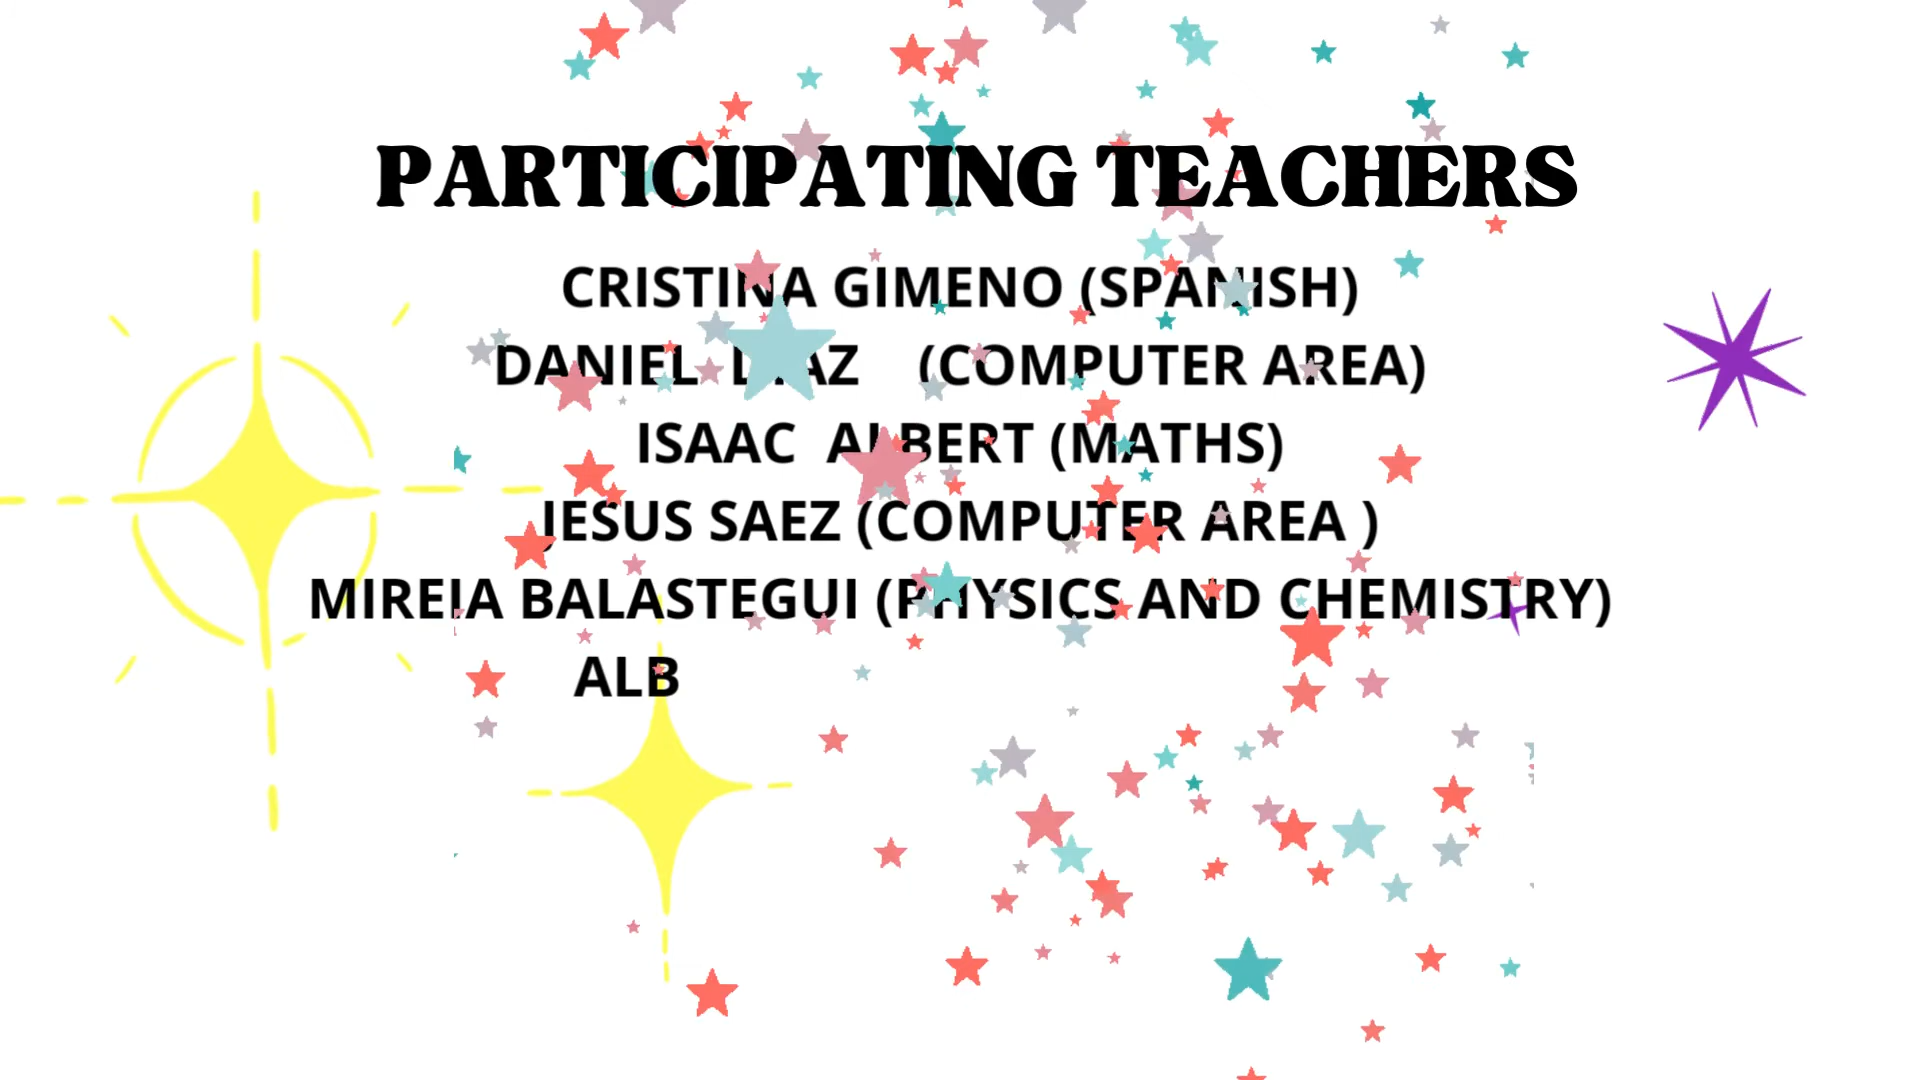 PARTICIPATING TEACHERS
CRISTINA GIMENO (SPANISH)
DANIEL (COMPUTER AREA)
ISAAC ALBERT (MATHS)
JESUS SAEZ (COMPUTER AREA )
MIREIA BALASTEGUI (PHYSICS AND CHEMISTRY)
ALB